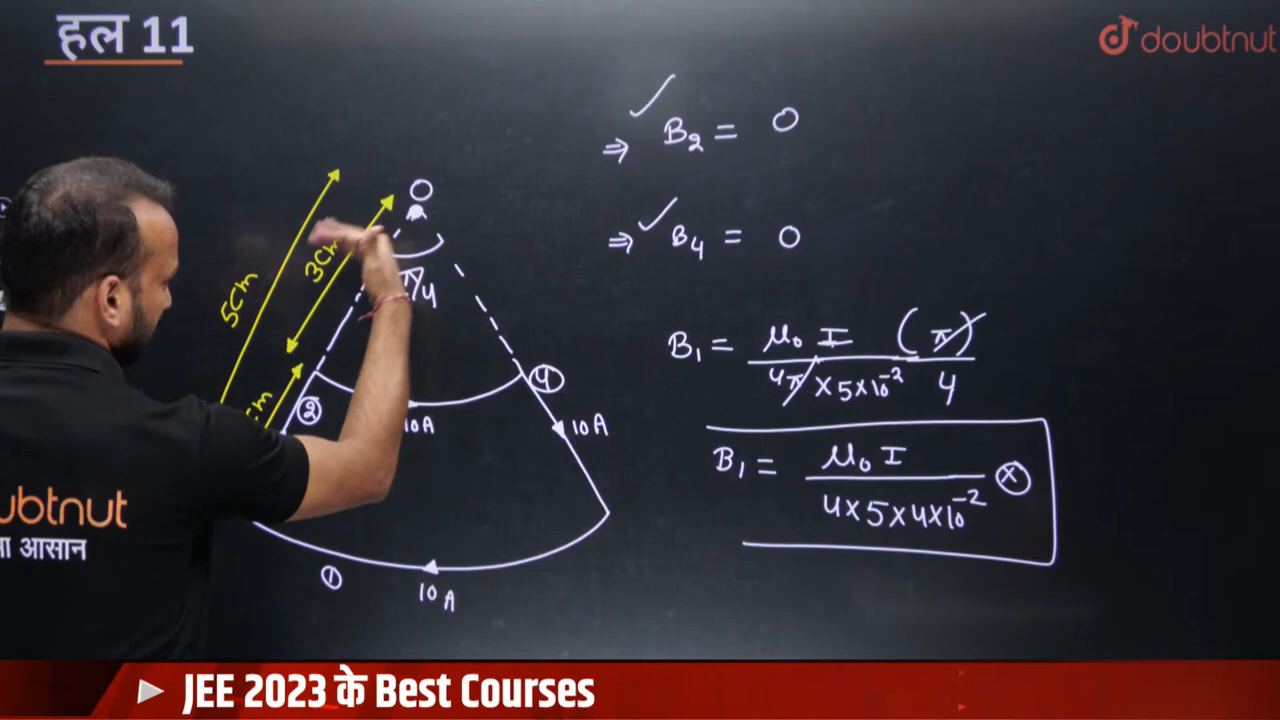 हल 11
doubtnut
⇒ B₂ = 0
⇒ B₄ = 0
O
5cm
3cm
π/4
cm
②
④
10A
10A
①
10A
B₁ = μ₀ I (π) / 4π × 5×10⁻² 4
B₁ = μ₀ I / 4×5×4×10⁻² ⊗
ubtnut
आसान
JEE 2023 के Best Courses